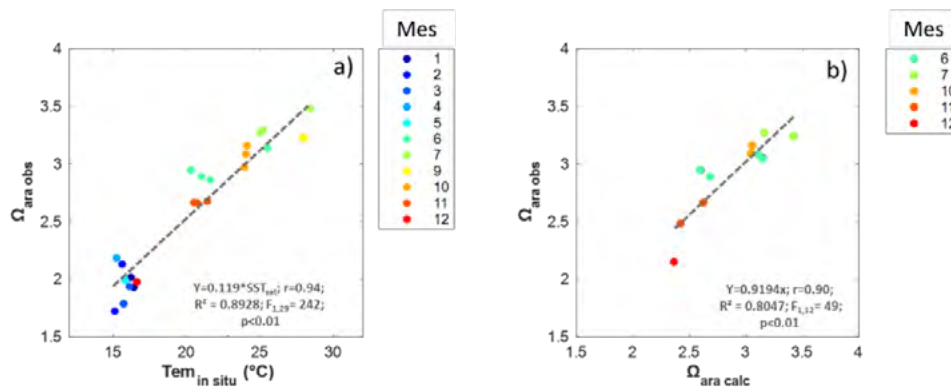 Mes
1
2
3
4
5
6
7
9
10
11
12
a)
4
3.5
3
2.5
2
1.5
Ω ara obs
15
20
25
30
Tem in situ (°C)
Y=0.119*SST sat; r=0.94;
R² = 0.8928; F1,29= 242;
p<0.01
Mes
6
7
10
11
12
b)
4
3.5
3
2.5
2
1.5
Ω ara obs
1.5
2
2.5
3
3.5
4
Ω ara calc
Y=0.9194x; r=0.90;
R² = 0.8047; F1,12= 49;
p<0.01